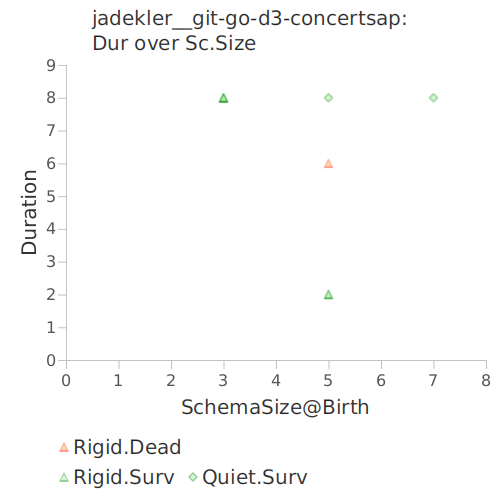 jadekler__git-go-d3-concertsap:
Dur over Sc.Size
9
8
7
6
5
4
3
2
1
0
Duration
0 1 2 3 4 5 6 7 8
SchemaSize@Birth
Rigid.Dead
Rigid.Surv Quiet.Surv